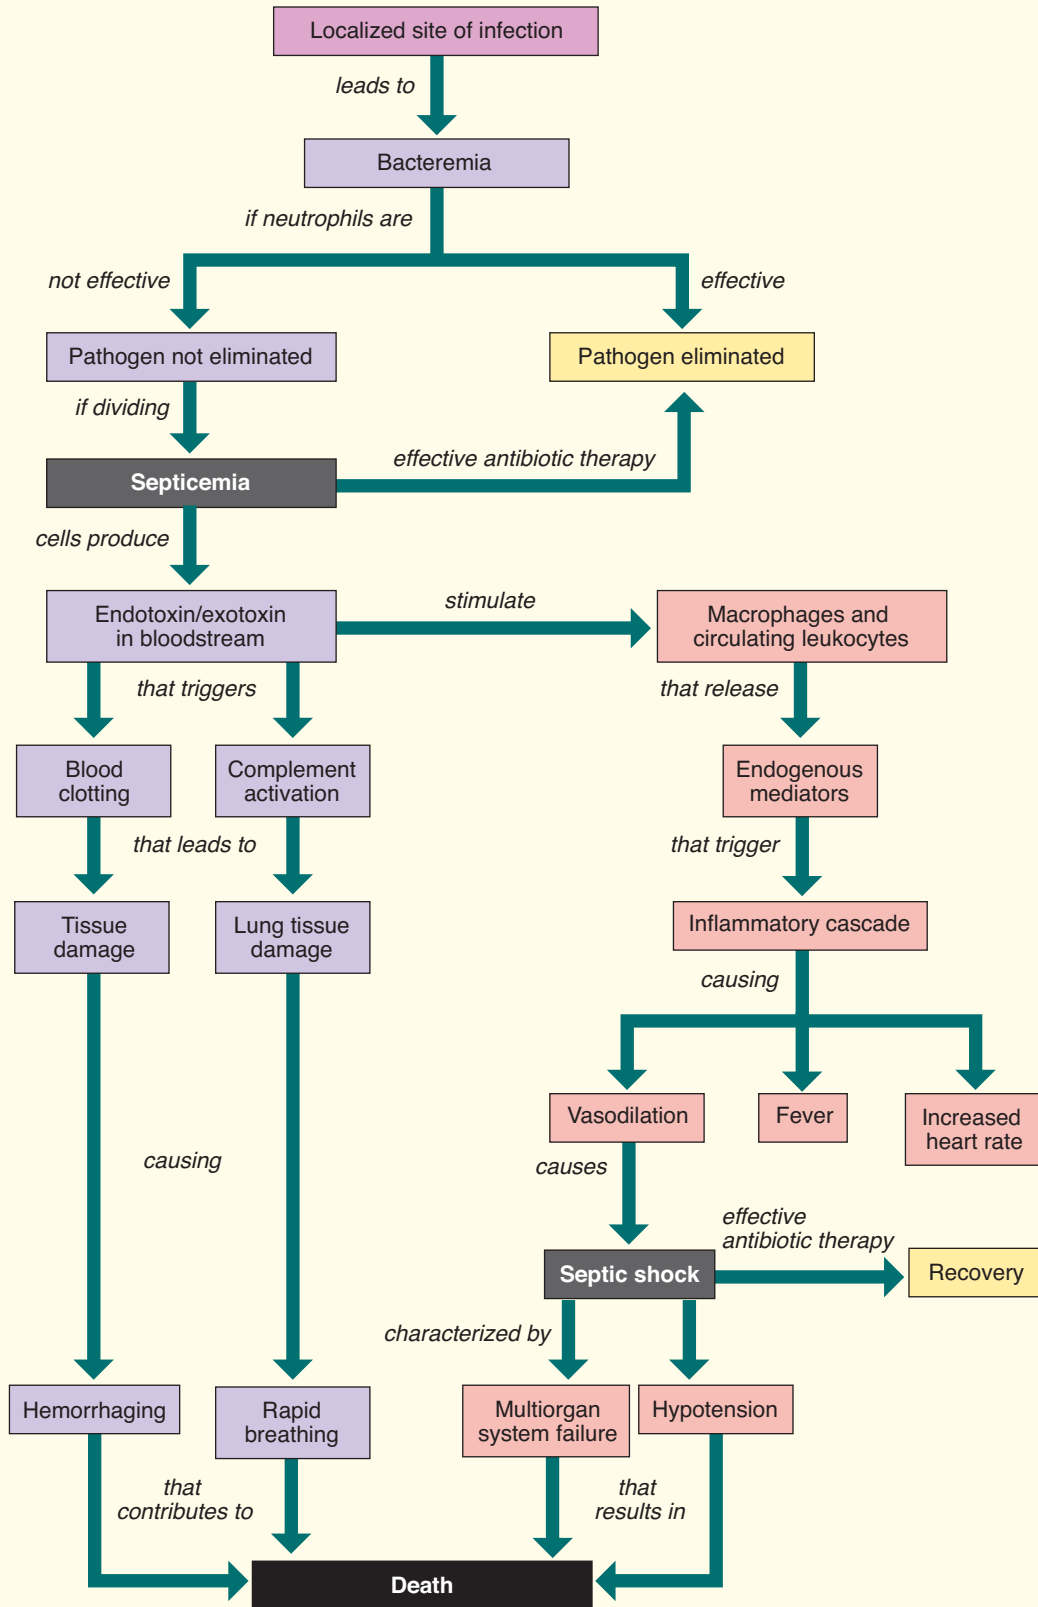 Localized site of infection
leads to
Bacteremia
if neutrophils are
not effective
effective
Pathogen not eliminated
Pathogen eliminated
if dividing
effective antibiotic therapy
Septicemia
cells produce
Endotoxin/exotoxin
in bloodstream
stimulate
Macrophages and
circulating leukocytes
that triggers
that release
Blood
clotting
Complement
activation
Endogenous
mediators
that leads to
that trigger
Tissue
damage
Lung tissue
damage
Inflammatory cascade
causing
Vasodilation
Fever
Increased
heart rate
causing
causes
effective
antibiotic therapy
Septic shock
Recovery
characterized by
Hemorrhaging
Rapid
breathing
Multiorgan
system failure
Hypotension
that
contributes to
that
results in
Death